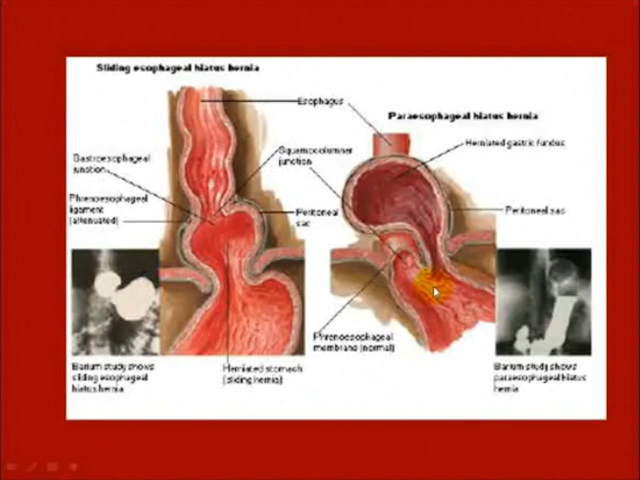 Sliding esophageal hiatus hernia
Esophagus
Paraesophageal hiatus hernia
Herniated gastric fundus
Gastroesophageal
junction
Squamocolumnar
junction
Phrenoesophageal
ligament
(attenuated)
Peritoneal
sac
Peritoneal sac
Phrenoesophageal
membrane (normal)
Barium study shows
sliding esophageal
hiatus hernia
Herniated stomach
(sliding hernia)
Barium study shows
paraesophageal hiatus
hernia